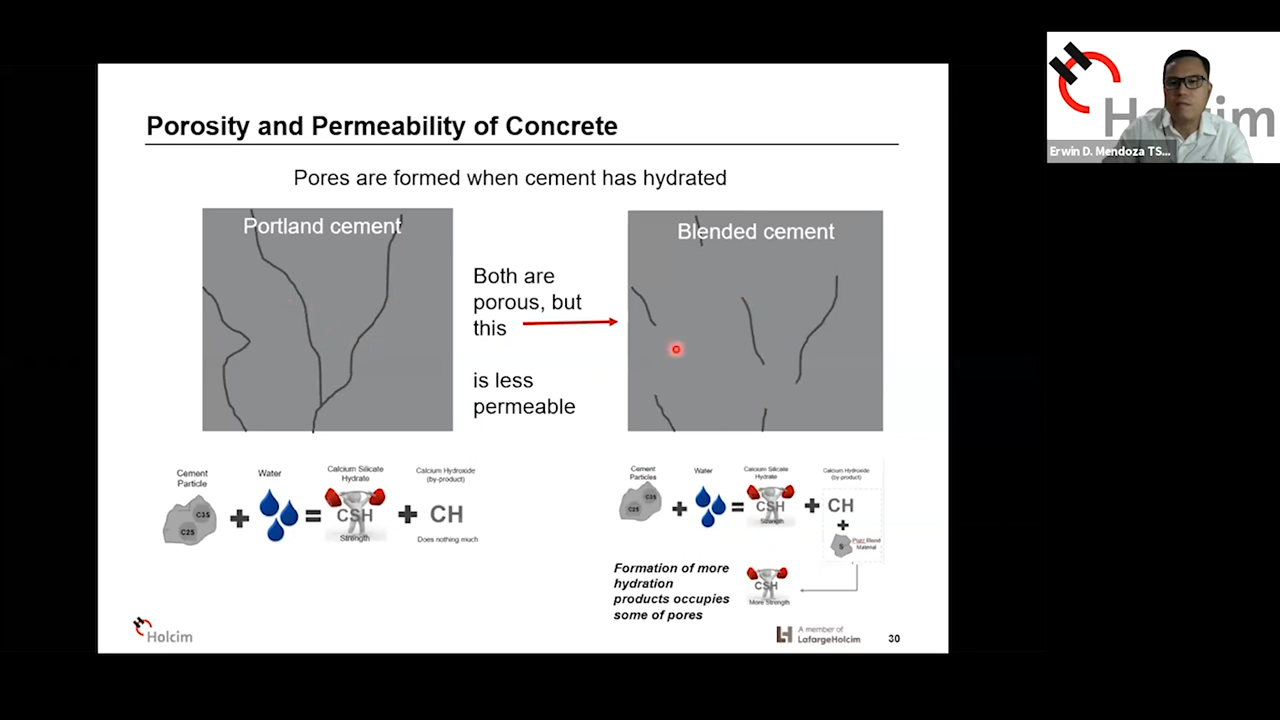 Porosity and Permeability of Concrete
Pores are formed when cement has hydrated
Portland cement
Both are
porous, but
this
is less
permeable
Blended cement
Cement
Particle
Water
Calcium Silicate
Hydrate
Calcium Hydroxide
(by-product)
C3S
C2S
+
=
CSH
+
CH
Strength
Does nothing much
Cement
Particles
Water
Calcium Silicate
Hydrate
Calcium Hydroxide
(by-product)
C3S
C2S
+
=
CSH
+
CH
Strength
+
S
Pozz Blend
Material
Formation of more
hydration
products occupies
some of pores
CSH
More Strength
Holcim
A member of
LafargeHolcim
30
Holcim
Erwin D. Mendoza TS...